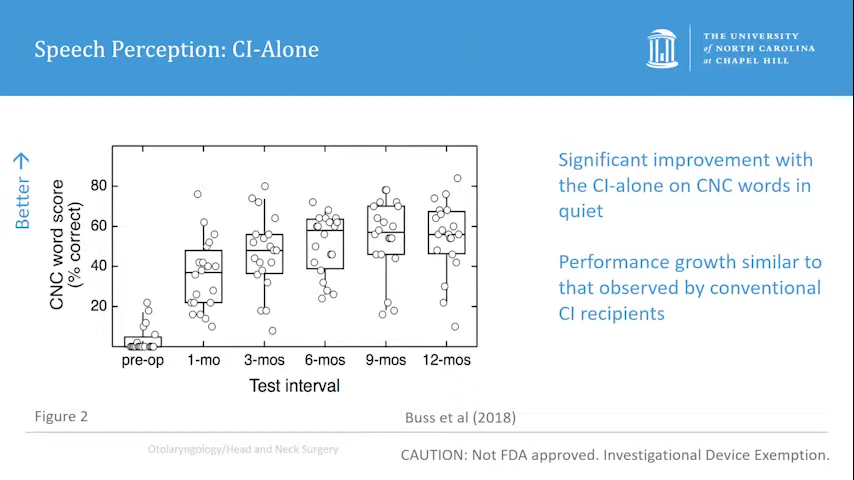 Speech Perception: CI-Alone
THE UNIVERSITY
of NORTH CAROLINA
at CHAPEL HILL
Better →
CNC word score
(% correct)
80
60
40
20
pre-op 1-mo 3-mos 6-mos 9-mos 12-mos
Test interval
Significant improvement with
the CI-alone on CNC words in
quiet
Performance growth similar to
that observed by conventional
CI recipients
Figure 2
Buss et al (2018)
Otolaryngology/Head and Neck Surgery
CAUTION: Not FDA approved. Investigational Device Exemption.